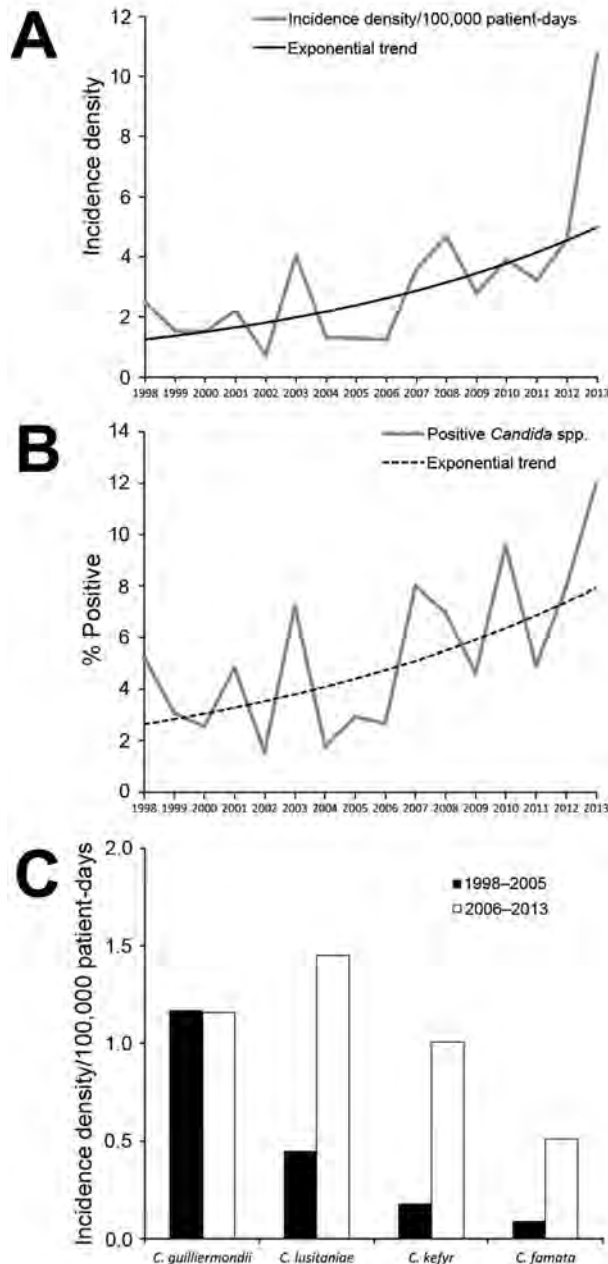 A
Incidence density/100,000 patient-days
Exponential trend
Incidence density
12
10
8
6
4
2
0
1998 1999 2000 2001 2002 2003 2004 2005 2006 2007 2008 2009 2010 2011 2012 2013
B
Positive Candida spp.
Exponential trend
% Positive
14
12
10
8
6
4
2
0
1998 1999 2000 2001 2002 2003 2004 2005 2006 2007 2008 2009 2010 2011 2012 2013
C
1998–2005
2006–2013
Incidence density/100,000 patient-days
2.0
1.5
1.0
0.5
0.0
C. guilliermondii C. lusitaniae C. kefyr C. famata